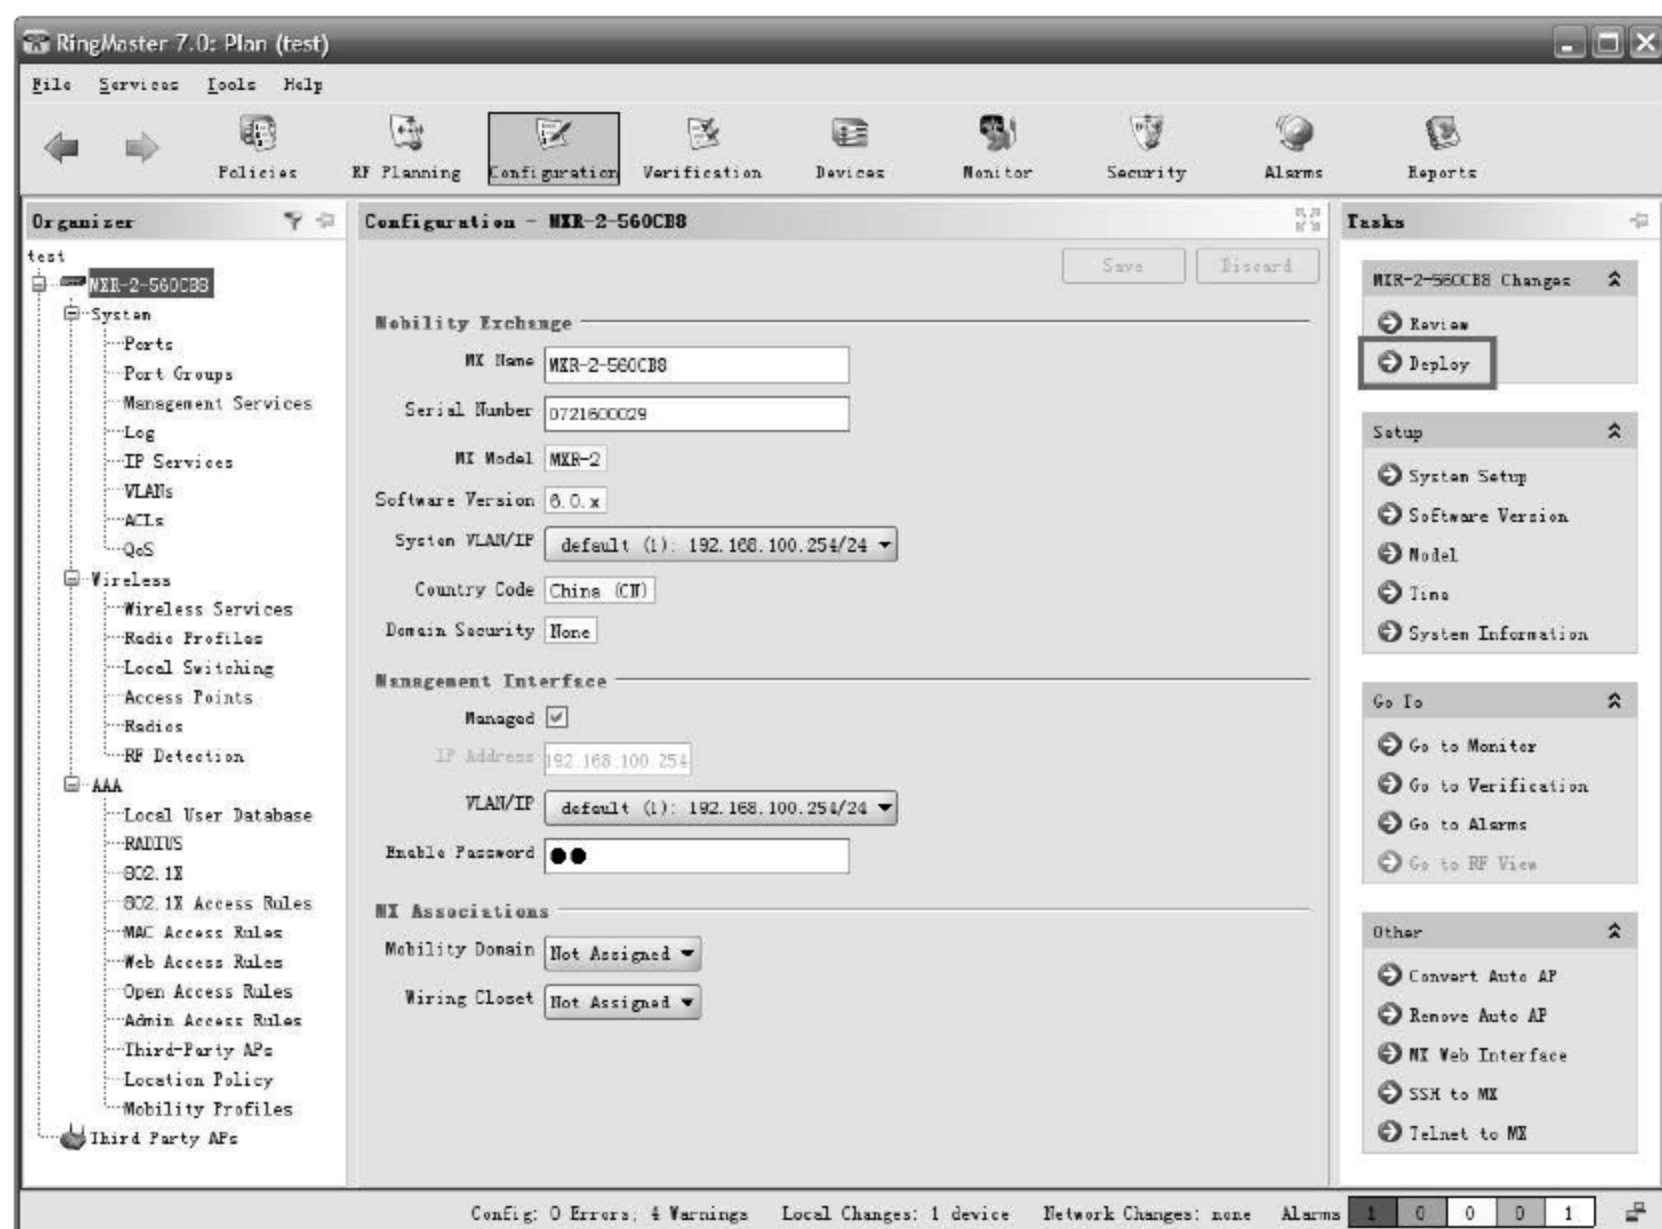 RingMaster 7.0: Plan (test)
File Services Tools Help
Policies RF Planning Configuration Verification Devices Monitor Security Alarms Reports
Organizer
test
MXR-2-560CB8
System
Ports
Port Groups
Management Services
Log
IP Services
VLANs
ACLs
QoS
Wireless
Wireless Services
Radio Profiles
Local Switching
Access Points
Radios
RF Detection
AAA
Local User Database
RADIUS
802.1X
802.1X Access Rules
MAC Access Rules
Web Access Rules
Open Access Rules
Admin Access Rules
Third-Party APs
Location Policy
Mobility Profiles
Third Party APs
Configuration - MXR-2-560CB8
Save Discard
Mobility Exchange
MX Name MXR-2-560CB8
Serial Number 0721600029
MX Model MXR-2
Software Version 6.0.x
System VLAN/IP default (1): 192.168.100.254/24
Country Code China (CN)
Domain Security None
Management Interface
Managed
IP Address 192.168.100.254
VLAN/IP default (1): 192.168.100.254/24
Enable Password
MX Associations
Mobility Domain Not Assigned
Wiring Closet Not Assigned
Tasks
MXR-2-560CB8 Changes
Review
Deploy
Setup
System Setup
Software Version
Model
Time
System Information
Go To
Go to Monitor
Go to Verification
Go to Alarms
Go to RF View
Other
Convert Auto AP
Remove Auto AP
MX Web Interface
SSH to MX
Telnet to MX
Config: 0 Errors; 4 Warnings Local Changes: 1 device Network Changes: none Alarms 1 0 0 0 1